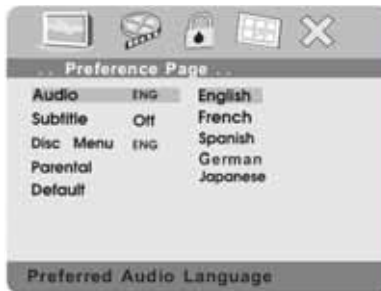 .. Preference Page ..
Audio ENG English
Subtitle Off French
Disc Menu ENG Spanish
Parental German
Default Japanese
Preferred Audio Language